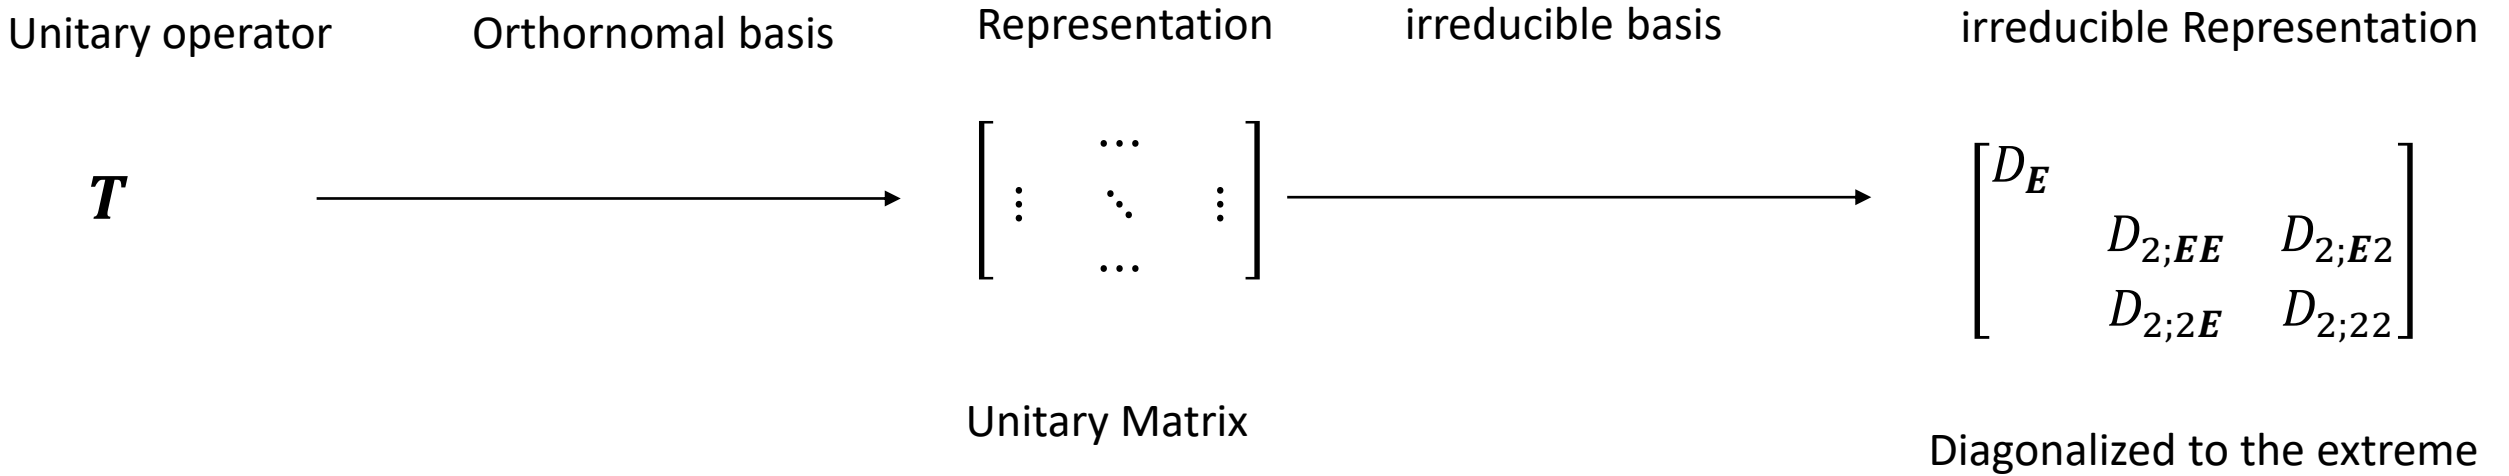 Unitary operator
Orthornomal basis
Representation
irreducible basis
irreducible Representation
T
⋯
⋮ ⋱ ⋮
⋯
D_E
D_{2;EE} D_{2;E2}
D_{2;2E} D_{2;22}
Unitary Matrix
Diagonalized to the extreme